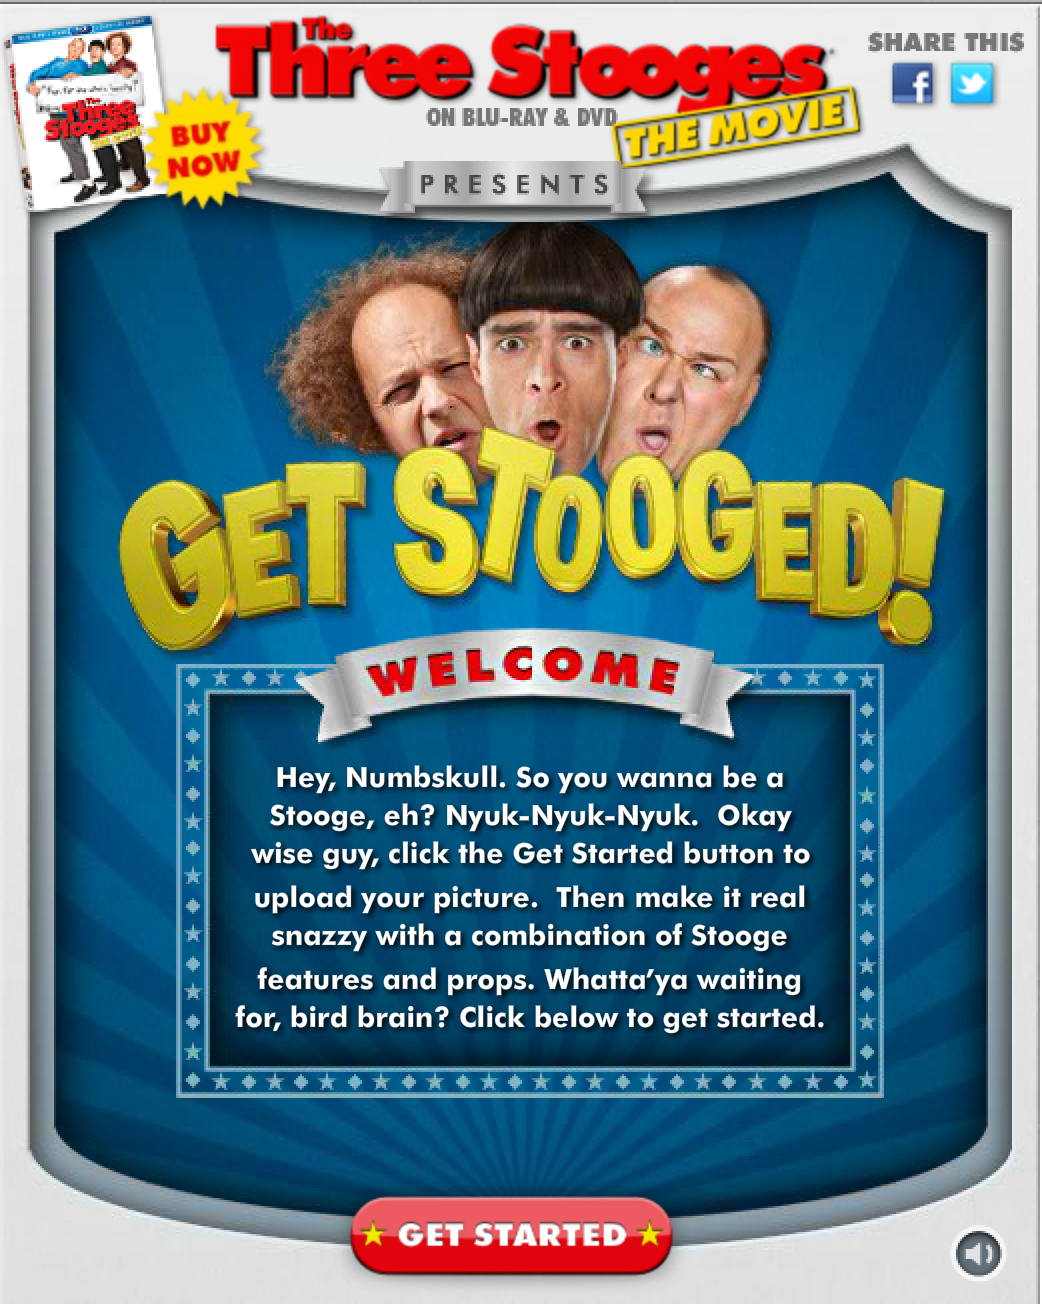 The
Three Stooges
THE MOVIE
ON BLU-RAY & DVD
SHARE THIS
The
Three
Stooges
BUY
NOW
PRESENTS
GET STOOGED!
WELCOME
Hey, Numbskull. So you wanna be a
Stooge, eh? Nyuk-Nyuk-Nyuk.  Okay
wise guy, click the Get Started button to
upload your picture.  Then make it real
snazzy with a combination of Stooge
features and props. Whatta’ya waiting
for, bird brain? Click below to get started.
GET STARTED